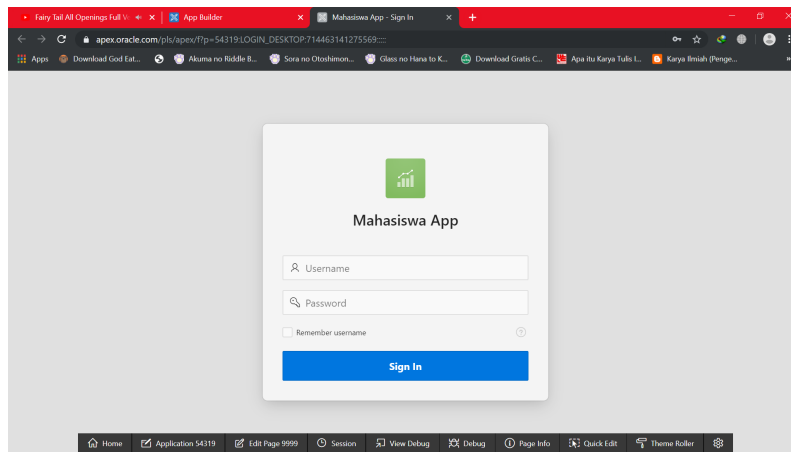 Fairy Tail All Openings Full Ve
App Builder
Mahasiswa App - Sign In
apex.oracle.com/pls/apex/f?p=54319:LOGIN_DESKTOP:714463141275569:::::
Apps
Download God Eat...
Akuma no Riddle B...
Sora no Otoshimon...
Glass no Hana to K...
Download Gratis C...
Apa itu Karya Tulis I...
Karya Ilmiah (Penge...
Mahasiswa App
Username
Password
Remember username
Sign In
Home
Application 54319
Edit Page 9999
Session
View Debug
Debug
Page Info
Quick Edit
Theme Roller